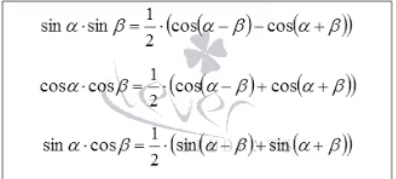 sin α · sin β = 1/2 · (cos(α − β) − cos(α + β))
cos α · cos β = 1/2 · (cos(α − β) + cos(α + β))
sin α · cos β = 1/2 · (sin(α − β) + sin(α + β))